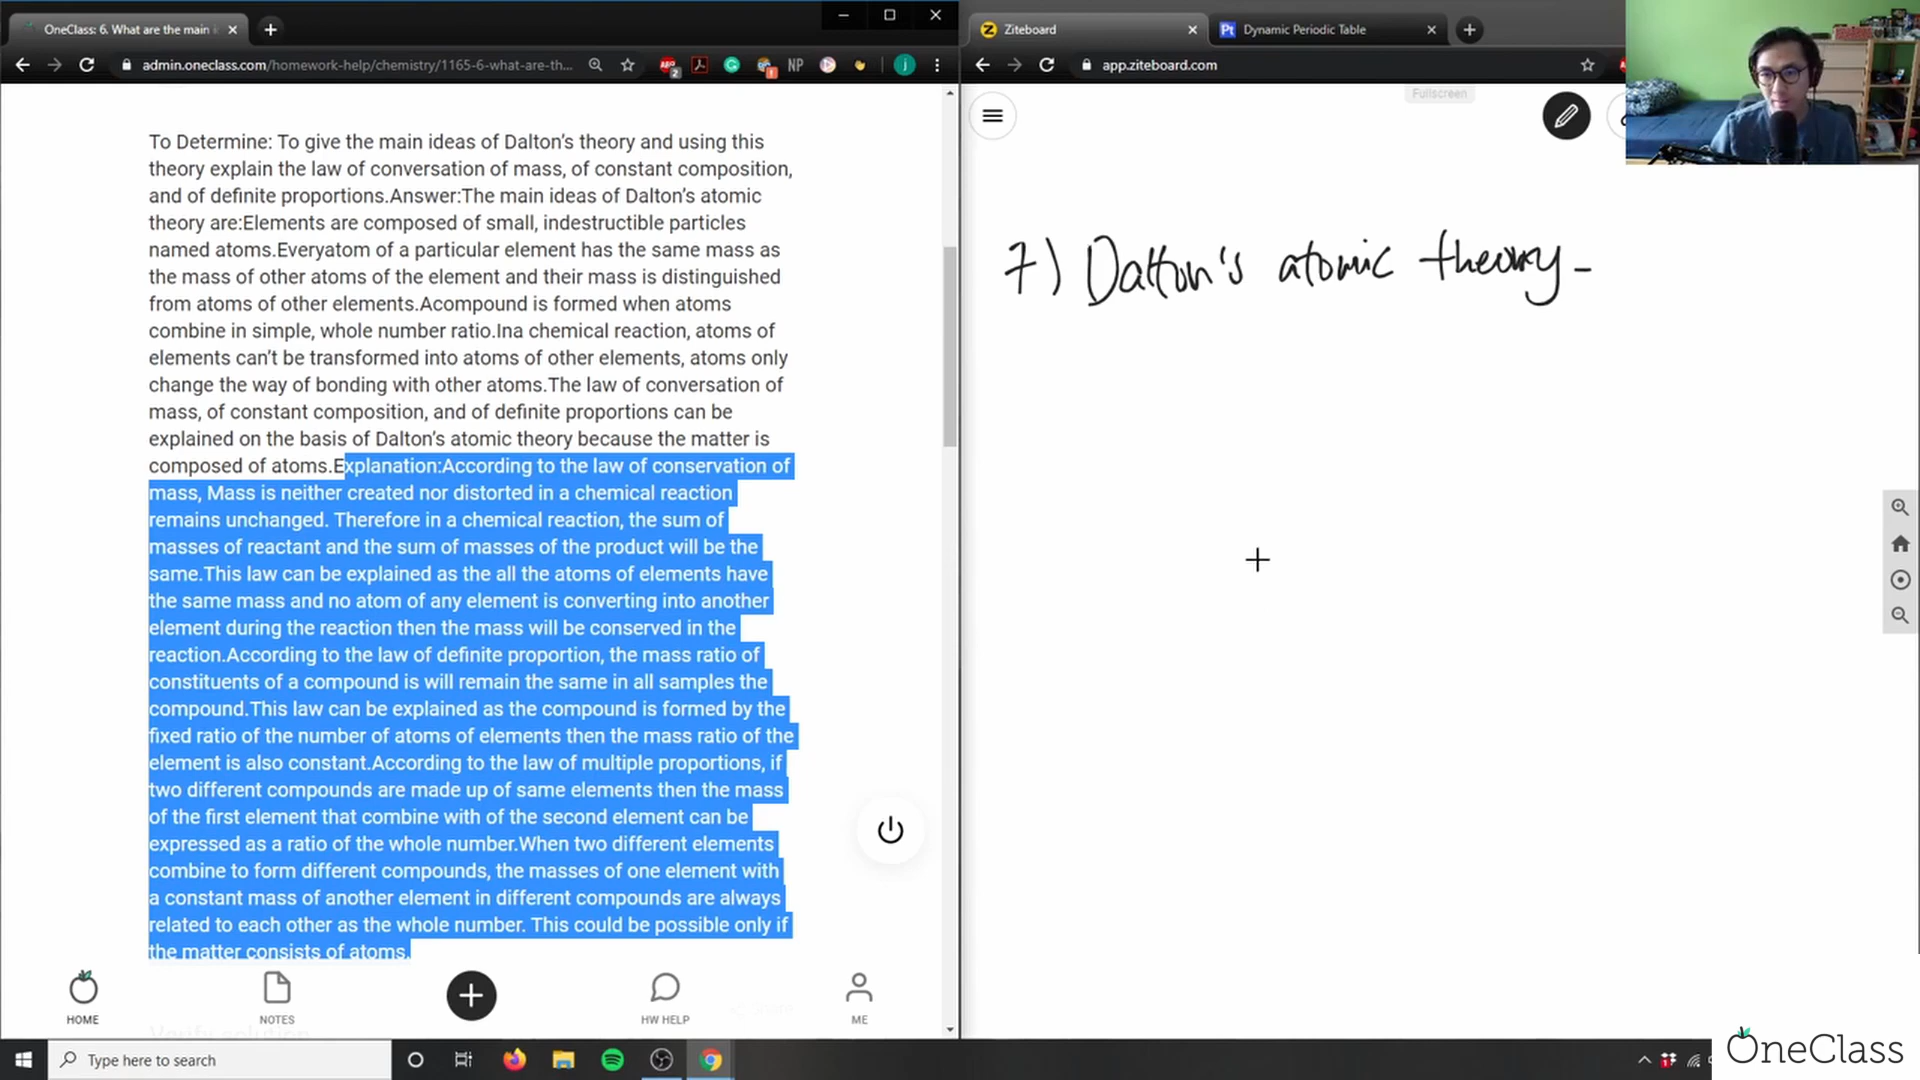 OneClass: 6. What are the main i
admin.oneclass.com/homework-help/chemistry/1165-6-what-are-th...
2
NP
j
To Determine: To give the main ideas of Dalton’s theory and using this
theory explain the law of conversation of mass, of constant composition,
and of definite proportions.Answer:The main ideas of Dalton’s atomic
theory are:Elements are composed of small, indestructible particles
named atoms.Everyatom of a particular element has the same mass as
the mass of other atoms of the element and their mass is distinguished
from atoms of other elements.Acompound is formed when atoms
combine in simple, whole number ratio.Ina chemical reaction, atoms of
elements can’t be transformed into atoms of other elements, atoms only
change the way of bonding with other atoms.The law of conversation of
mass, of constant composition, and of definite proportions can be
explained on the basis of Dalton’s atomic theory because the matter is
composed of atoms.Explanation:According to the law of conservation of
mass, Mass is neither created nor distorted in a chemical reaction
remains unchanged. Therefore in a chemical reaction, the sum of
masses of reactant and the sum of masses of the product will be the
same.This law can be explained as the all the atoms of elements have
the same mass and no atom of any element is converting into another
element during the reaction then the mass will be conserved in the
reaction.According to the law of definite proportion, the mass ratio of
constituents of a compound is will remain the same in all samples the
compound.This law can be explained as the compound is formed by the
fixed ratio of the number of atoms of elements then the mass ratio of the
element is also constant.According to the law of multiple proportions, if
two different compounds are made up of same elements then the mass
of the first element that combine with of the second element can be
expressed as a ratio of the whole number.When two different elements
combine to form different compounds, the masses of one element with
a constant mass of another element in different compounds are always
related to each other as the whole number. This could be possible only if
the matter consists of atoms.
Verify solution
HOME
NOTES
HW HELP
ME
Type here to search
Ziteboard
Pt Dynamic Periodic Table
app.ziteboard.com
Fullscreen
7) Dalton's atomic theory-
OneClass